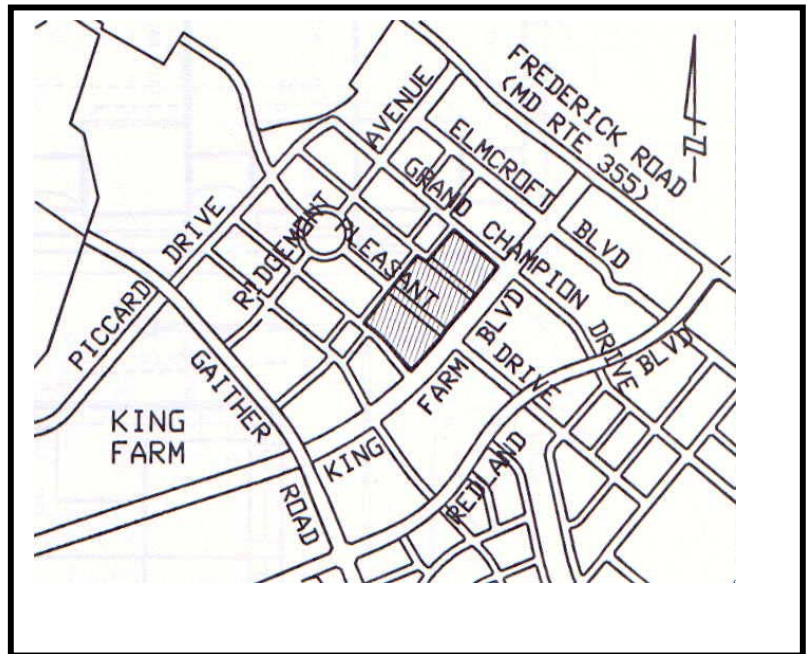 FREDERICK ROAD
(MD RTE 355)
AVENUE
ELMCROFT
BLVD
GRAND CHAMPION DRIVE
RIDGEMONT
PLEASANT
DRIVE
PICCARD DRIVE
GAITHER
ROAD
KING
FARM
KING FARM BLVD
REDLAND
BLVD
N